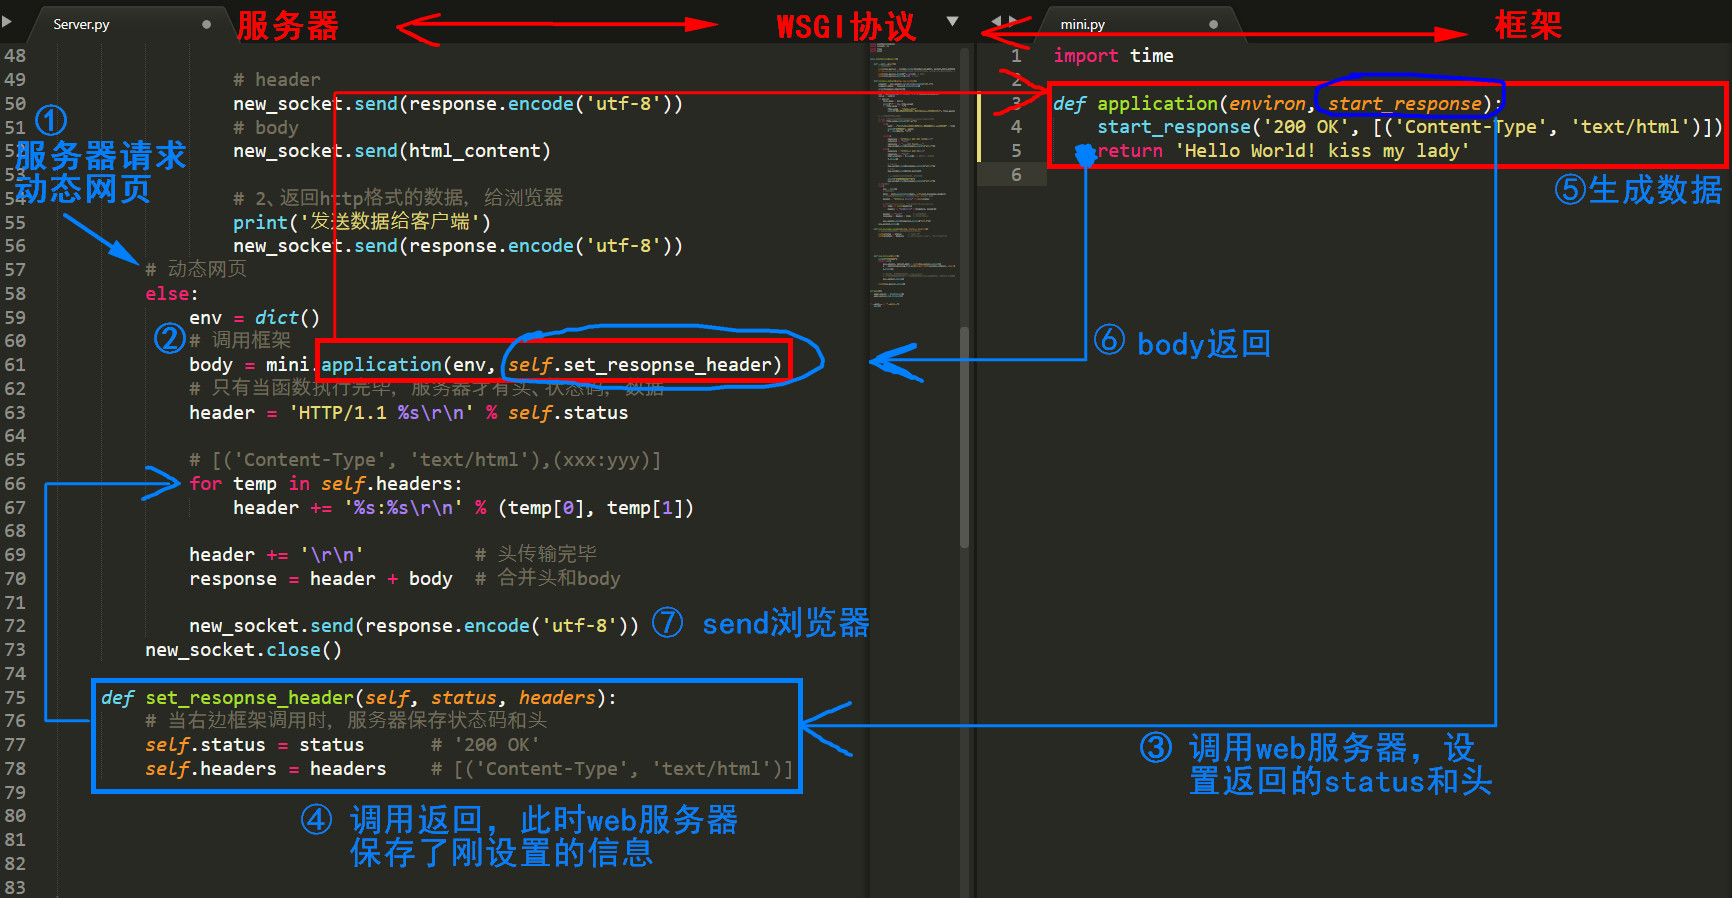 Server.py
服务器
WSGI协议
mini.py
框架
48
49 # header
50 new_socket.send(response.encode('utf-8'))
51 # body
52 new_socket.send(html_content)
53
54 # 2、返回http格式的数据, 给浏览器
55 print('发送数据给客户端')
56 new_socket.send(response.encode('utf-8'))
57 # 动态网页
58 else:
59 env = dict()
60 # 调用框架
61 body = mini.application(env, self.set_resopnse_header)
62 # 只有当函数执行完毕, 服务器才有头、状态码, 数据
63 header = 'HTTP/1.1 %s\r\n' % self.status
64
65 # [('Content-Type', 'text/html'),(xxx:yyy)]
66 for temp in self.headers:
67 header += '%s:%s\r\n' % (temp[0], temp[1])
68
69 header += '\r\n' # 头传输完毕
70 response = header + body # 合并头和body
71
72 new_socket.send(response.encode('utf-8'))
73 new_socket.close()
74
75 def set_resopnse_header(self, status, headers):
76 # 当右边框架调用时, 服务器保存状态码和头
77 self.status = status # '200 OK'
78 self.headers = headers # [('Content-Type', 'text/html')]
79
80
81
82
83
①
服务器请求
动态网页
②
⑦ send浏览器
④ 调用返回, 此时web服务器
保存了刚设置的信息
1 import time
2
3 def application(environ, start_response):
4 start_response('200 OK', [('Content-Type', 'text/html')])
5 return 'Hello World! kiss my lady'
6
⑤生成数据
⑥ body返回
③ 调用web服务器, 设
置返回的status和头